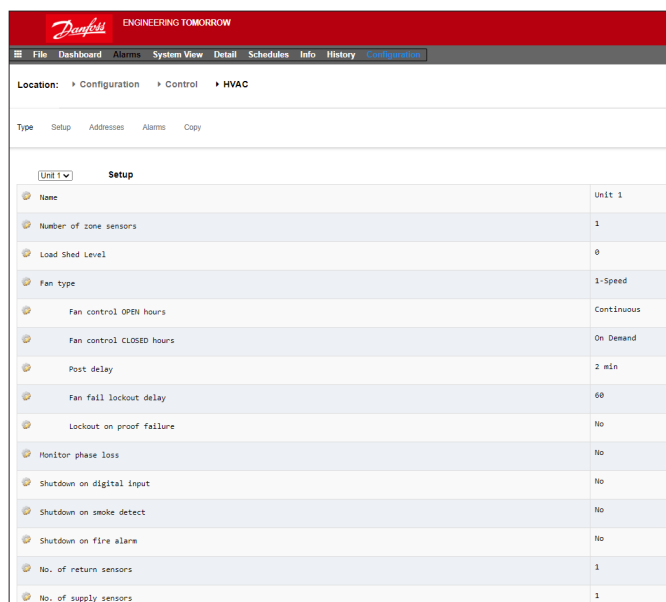 Danfoss ENGINEERING TOMORROW
File Dashboard Alarms System View Detail Schedules Info History Configuration
Location: Configuration Control HVAC
Type Setup Addresses Alarms Copy
Unit 1 Setup
Name Unit 1
Number of zone sensors 1
Load Shed Level 0
Fan type 1-Speed
Fan control OPEN hours Continuous
Fan control CLOSED hours On Demand
Post delay 2 min
Fan fail lockout delay 60
Lockout on proof failure No
Monitor phase loss No
Shutdown on digital input No
Shutdown on smoke detect No
Shutdown on fire alarm No
No. of return sensors 1
No. of supply sensors 1